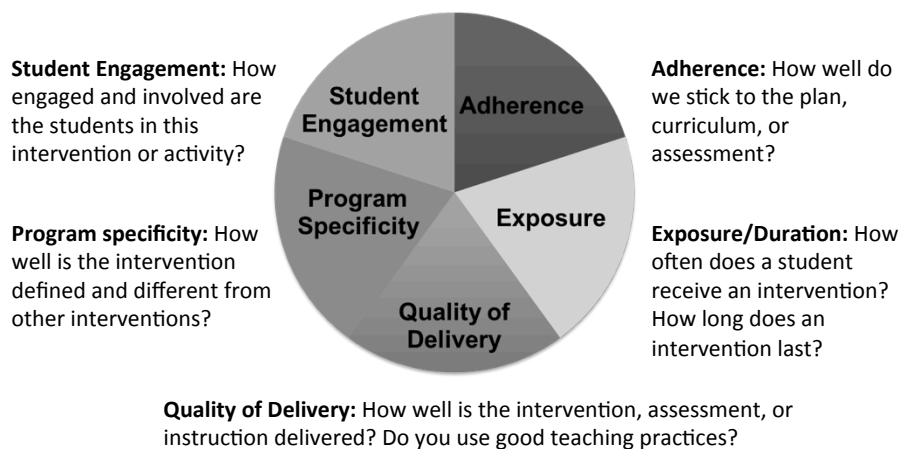 Student Engagement: How
engaged and involved are
the students in this
intervention or activity?
Program specificity: How
well is the intervention
defined and different from
other interventions?
Student
Engagement
Adherence
Program
Specificity
Exposure
Quality of
Delivery
Adherence: How well do
we stick to the plan,
curriculum, or
assessment?
Exposure/Duration: How
often does a student
receive an intervention?
How long does an
intervention last?
Quality of Delivery: How well is the intervention, assessment, or
instruction delivered? Do you use good teaching practices?